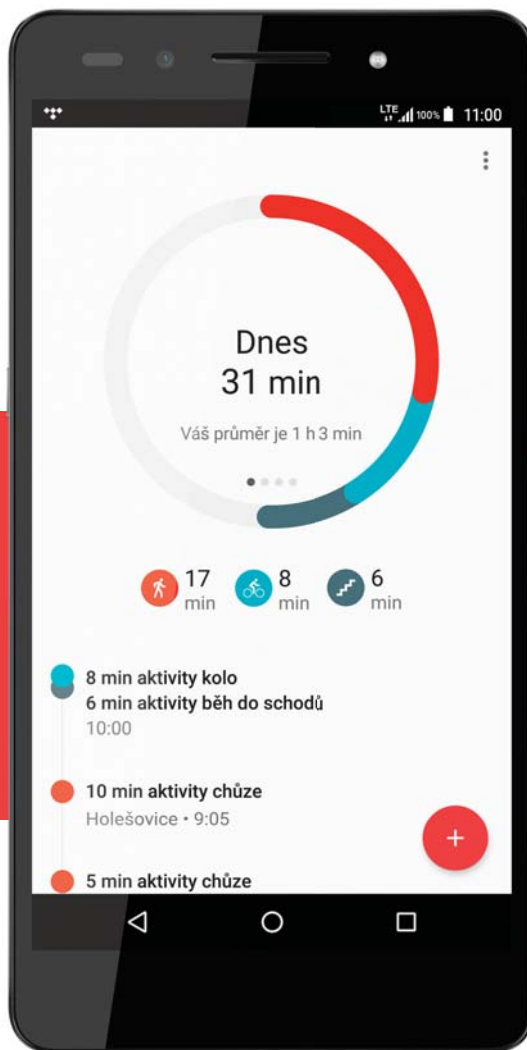 LTE 100% 11:00
Dnes
31 min
Váš průměr je 1 h 3 min
17 8 6
min min min
8 min aktivity kolo
6 min aktivity běh do schodů
10:00
10 min aktivity chůze
Holešovice • 9:05
+
5 min aktivity chůze